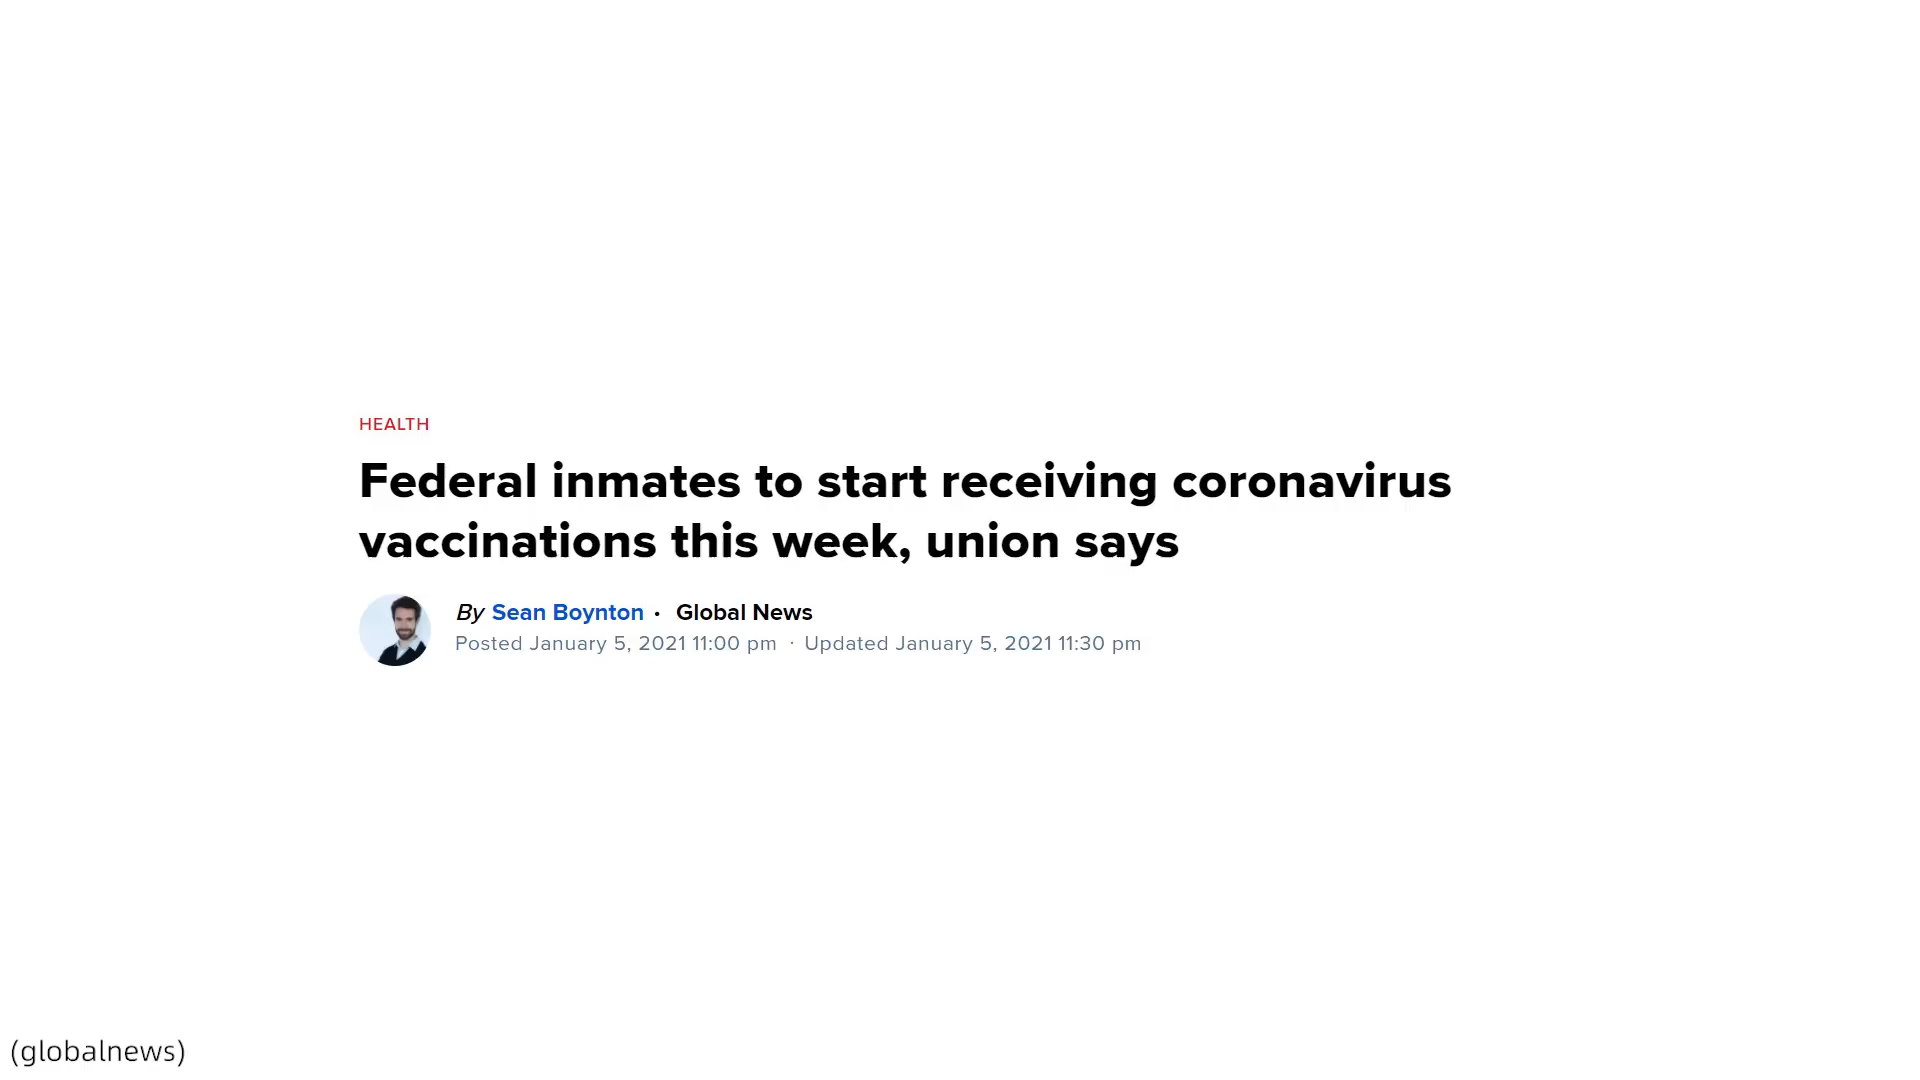 HEALTH
Federal inmates to start receiving coronavirus
vaccinations this week, union says
By Sean Boynton • Global News
Posted January 5, 2021 11:00 pm · Updated January 5, 2021 11:30 pm
(globalnews)